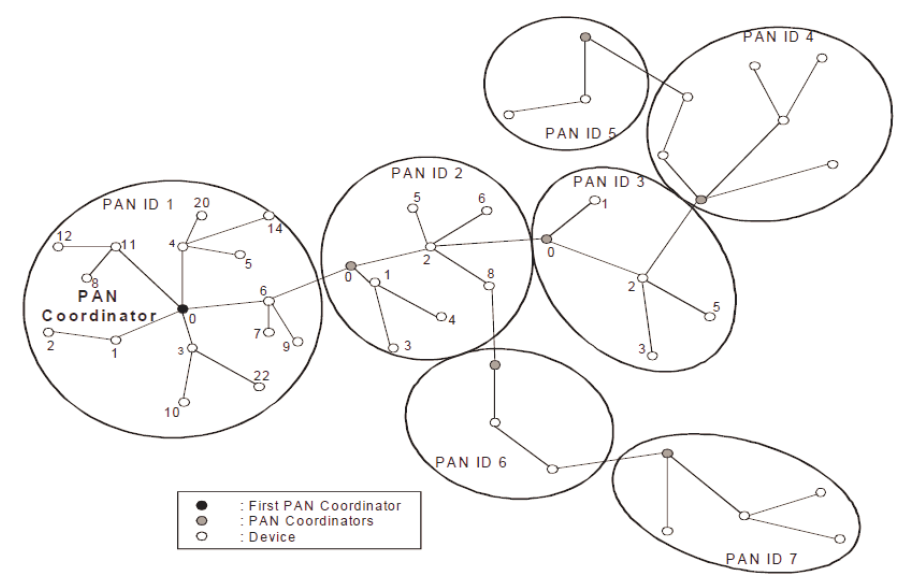 PAN ID 5
PAN ID 4
PAN ID 1
12
11
8
20
4
14
5
PAN
Coordinator
0
6
7
9
2
1
3
10
22
PAN ID 2
5
6
2
0
1
8
4
3
PAN ID 3
1
0
2
5
3
PAN ID 6
PAN ID 7
: First PAN Coordinator
: PAN Coordinators
: Device